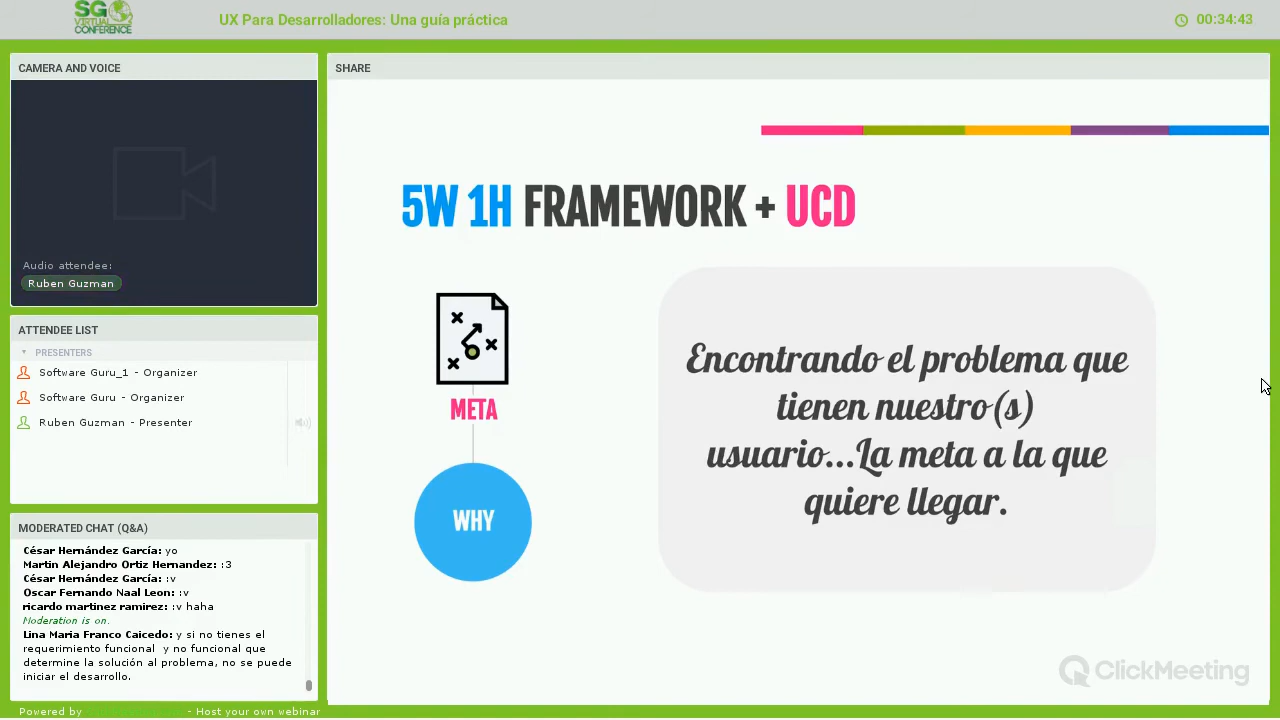 SG
VIRTUAL
CONFERENCE
UX Para Desarrolladores: Una guía práctica
00:34:43
CAMERA AND VOICE
Audio attendee:
Ruben Guzman
ATTENDEE LIST
PRESENTERS
Software Guru_1 - Organizer
Software Guru - Organizer
Ruben Guzman - Presenter
MODERATED CHAT (Q&A)
César Hernández García: yo
Martin Alejandro Ortiz Hernandez: :3
César Hernández García: :v
Oscar Fernando Naal Leon: :v
ricardo martinez ramirez: :v haha
Moderation is on.
Lina Maria Franco Caicedo: y si no tienes el
requerimiento funcional y no funcional que
determine la solución al problema, no se puede
iniciar el desarrollo.
Powered by - Host your own webinar
SHARE
5W 1H FRAMEWORK + UCD
META
WHY
Encontrando el problema que
tienen nuestro(s)
usuario...La meta a la que
quiere llegar.
ClickMeeting